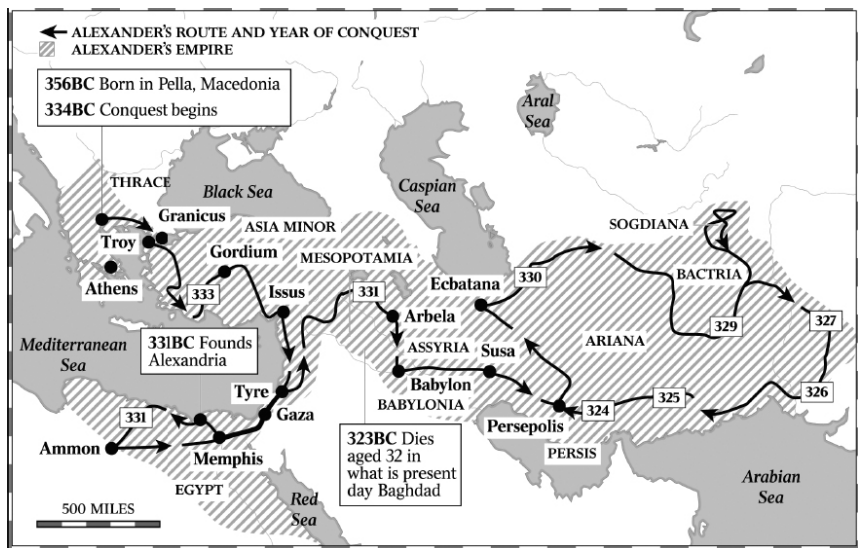 ALEXANDER'S ROUTE AND YEAR OF CONQUEST
ALEXANDER'S EMPIRE
356BC Born in Pella, Macedonia
334BC Conquest begins
Aral
Sea
THRACE
Black Sea
Caspian
Sea
Granicus
ASIA MINOR
SOGDIANA
Troy
Gordium
MESOPOTAMIA
BACTRIA
Athens
333
Issus
331
Ecbatana
330
Arbela
329
327
Mediterranean
Sea
331BC Founds
Alexandria
ASSYRIA
Susa
ARIANA
Tyre
Babylon
BABYLONIA
326
325
324
331
Gaza
Persepolis
Ammon
Memphis
323BC Dies
aged 32 in
what is present
day Baghdad
PERSIS
EGYPT
Red
Sea
Arabian
Sea
500 MILES